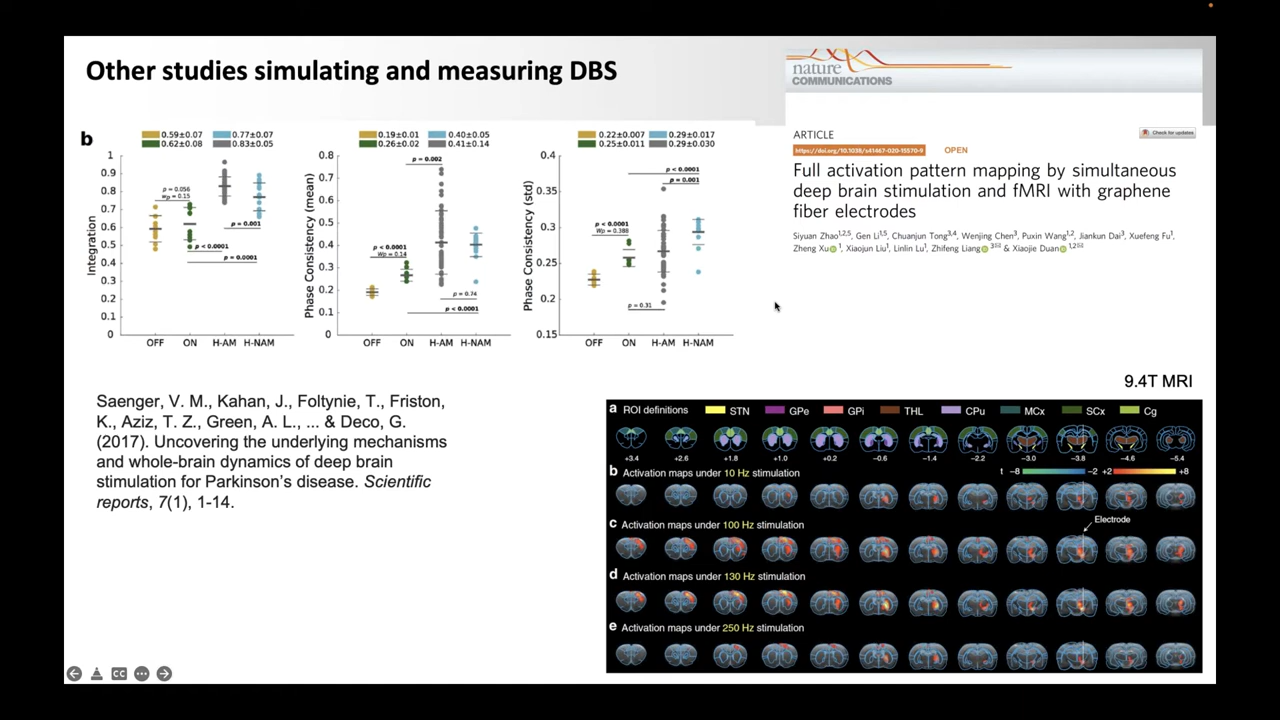 Other studies simulating and measuring DBS
b
0.59±0.07 0.77±0.07
0.62±0.08 0.83±0.05
Integration
1
0.9
0.8
0.7
0.6
0.5
0.4
0.3
0.2
0.1
0
p = 0.056
wp = 0.15
p = 0.001
p <0.0001
p = 0.0001
OFF ON H-AM H-NAM
0.19±0.01 0.40±0.05
0.26±0.02 0.41±0.14
Phase Consistency (mean)
0.8
0.7
0.6
0.5
0.4
0.3
0.2
0.1
0
p = 0.002
p <0.0001
Wp = 0.14
p = 0.74
p <0.0001
OFF ON H-AM H-NAM
0.22±0.007 0.29±0.017
0.25±0.011 0.29±0.030
Phase Consistency (std)
0.4
0.35
0.3
0.25
0.2
0.15
p <0.0001
p = 0.001
p <0.0001
Wp = 0.388
p = 0.31
OFF ON H-AM H-NAM
Saenger, V. M., Kahan, J., Foltynie, T., Friston,
K., Aziz, T. Z., Green, A. L., ... & Deco, G.
(2017). Uncovering the underlying mechanisms
and whole-brain dynamics of deep brain
stimulation for Parkinson's disease. Scientific
reports, 7(1), 1-14.
nature
COMMUNICATIONS
ARTICLE
Check for updates
https://doi.org/10.1038/s41467-020-15570-9 OPEN
Full activation pattern mapping by simultaneous
deep brain stimulation and fMRI with graphene
fiber electrodes
Siyuan Zhao1,2,5, Gen Li1,5, Chuanjun Tong3,4, Wenjing Chen3, Puxin Wang1,2, Jiankun Dai3, Xuefeng Fu1,
Zheng Xu 1, Xiaojun Liu1, Linlin Lu1, Zhifeng Liang 3✉ & Xiaojie Duan 1,2✉
9.4T MRI
a ROI definitions STN GPe GPi THL CPu MCx SCx Cg
+3.4 +2.6 +1.8 +1.0 +0.2 −0.6 −1.4 −2.2 −3.0 −3.8 −4.6 −5.4
b Activation maps under 10 Hz stimulation
t −8 −2 +2 +8
c Activation maps under 100 Hz stimulation
Electrode
d Activation maps under 130 Hz stimulation
e Activation maps under 250 Hz stimulation
CC